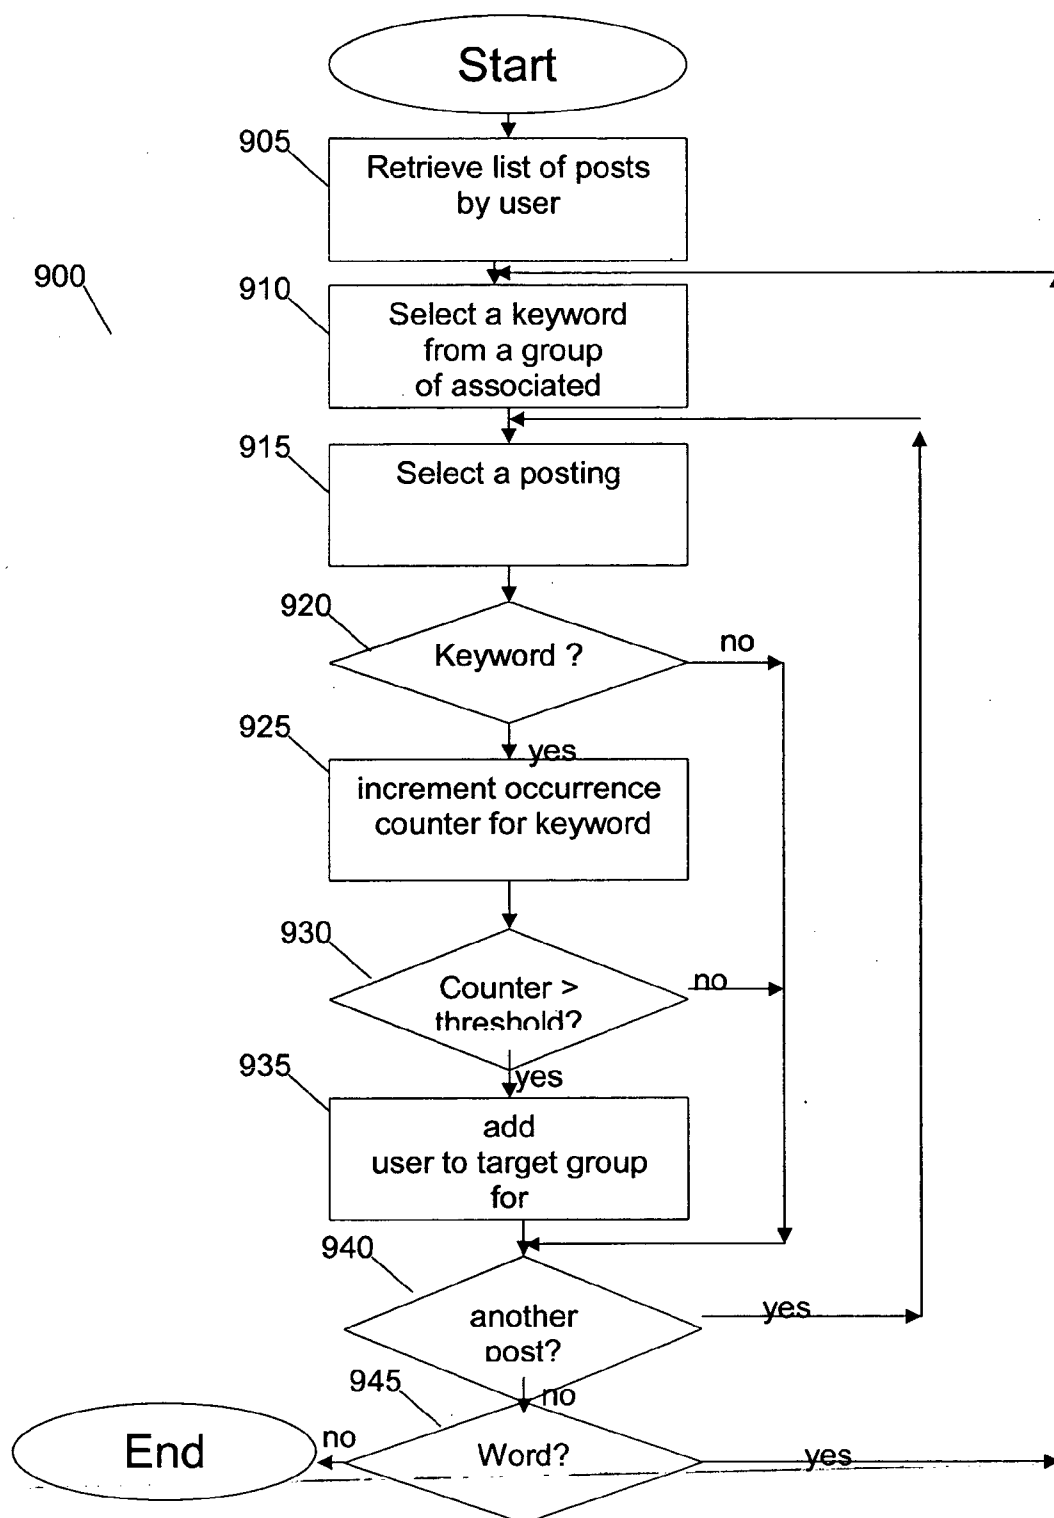 Start
905
Retrieve list of posts
by user
900
910
Select a keyword
from a group
of associated
915
Select a posting
920
Keyword ?
no
925
yes
increment occurrence
counter for keyword
930
Counter >
threshold?
no
935
yes
add
user to target group
for
940
another
post?
yes
945
no
End
no
Word?
yes